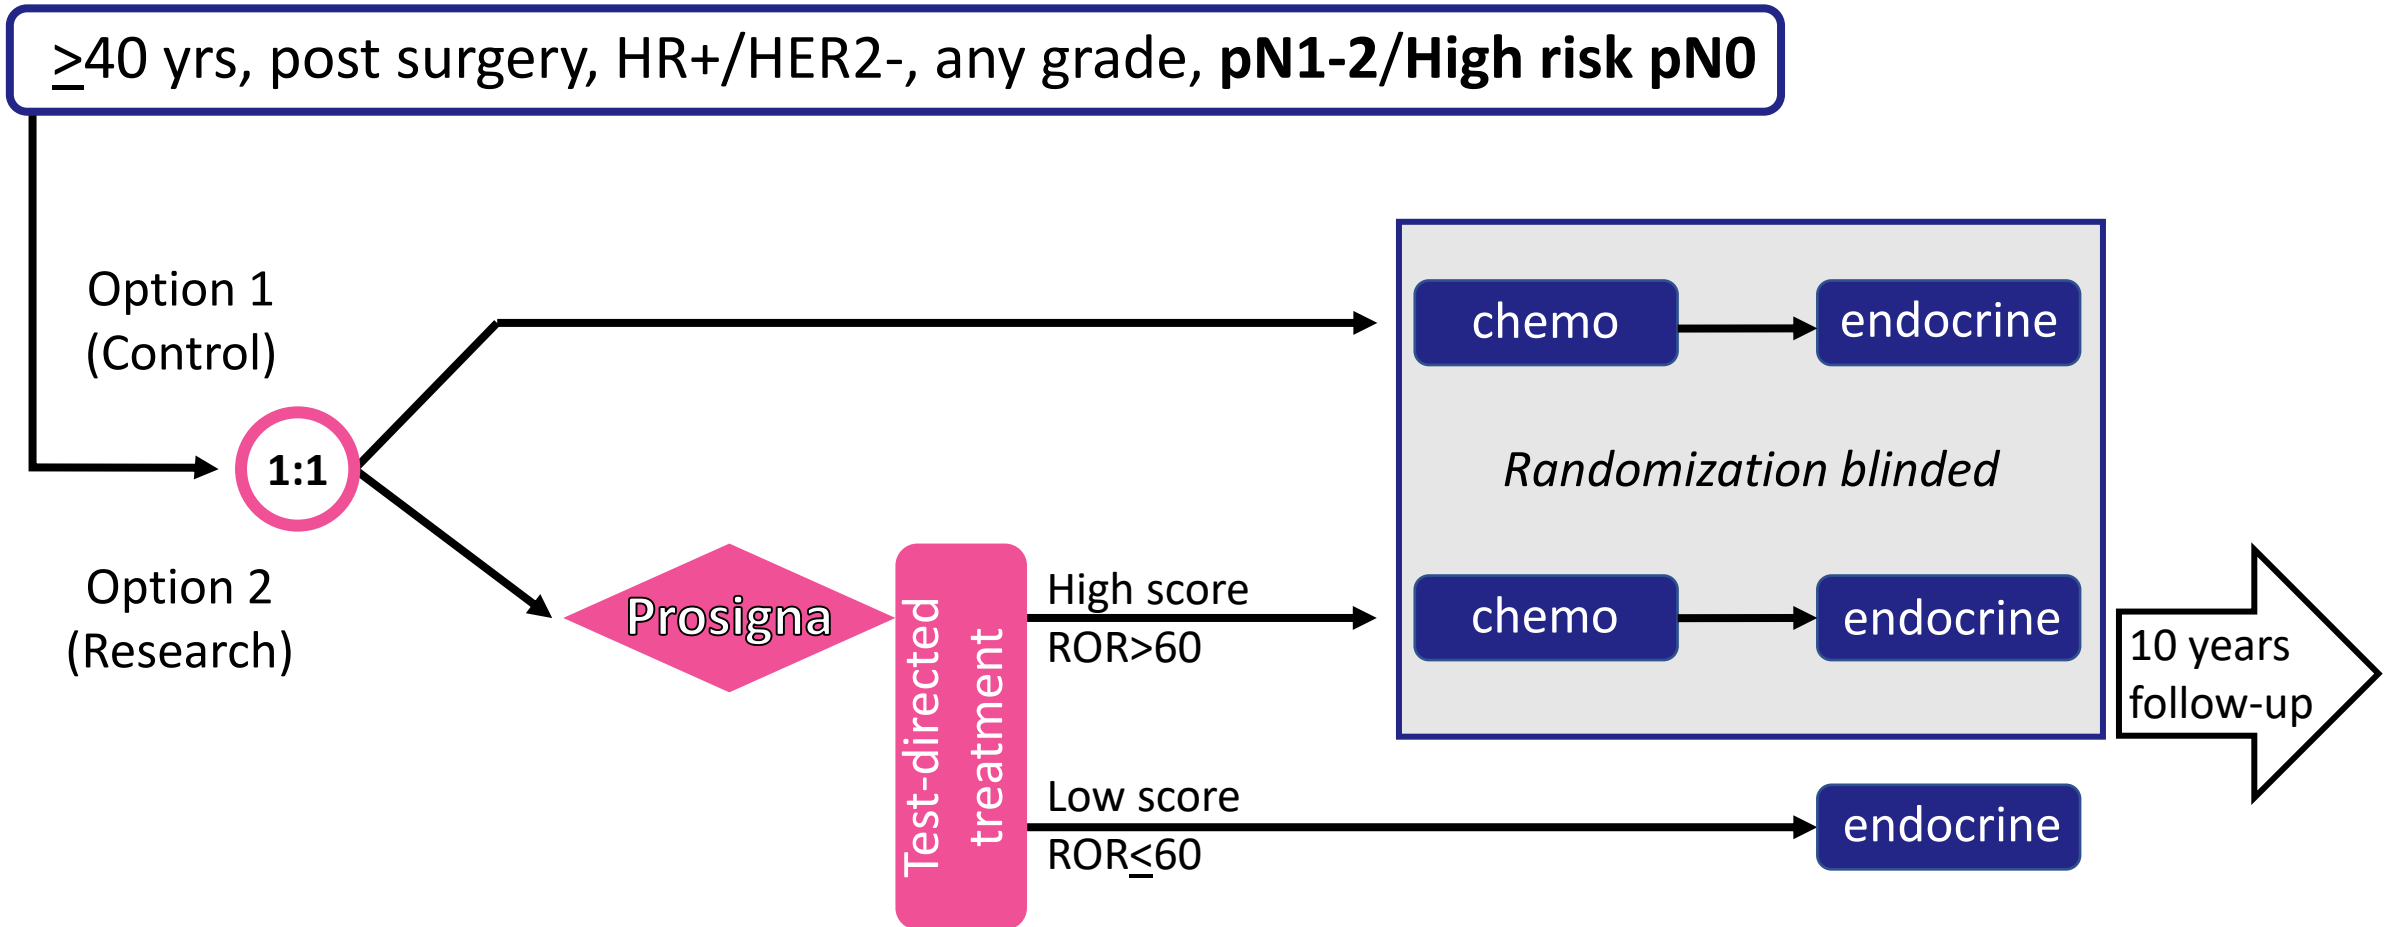 ≥40 yrs, post surgery, HR+/HER2-, any grade, pN1-2/High risk pN0
Option 1
(Control)
chemo
endocrine
1:1
Randomization blinded
Option 2
(Research)
Prosigna
Test-directed
treatment
High score
ROR>60
chemo
endocrine
10 years
follow-up
Low score
ROR≤60
endocrine